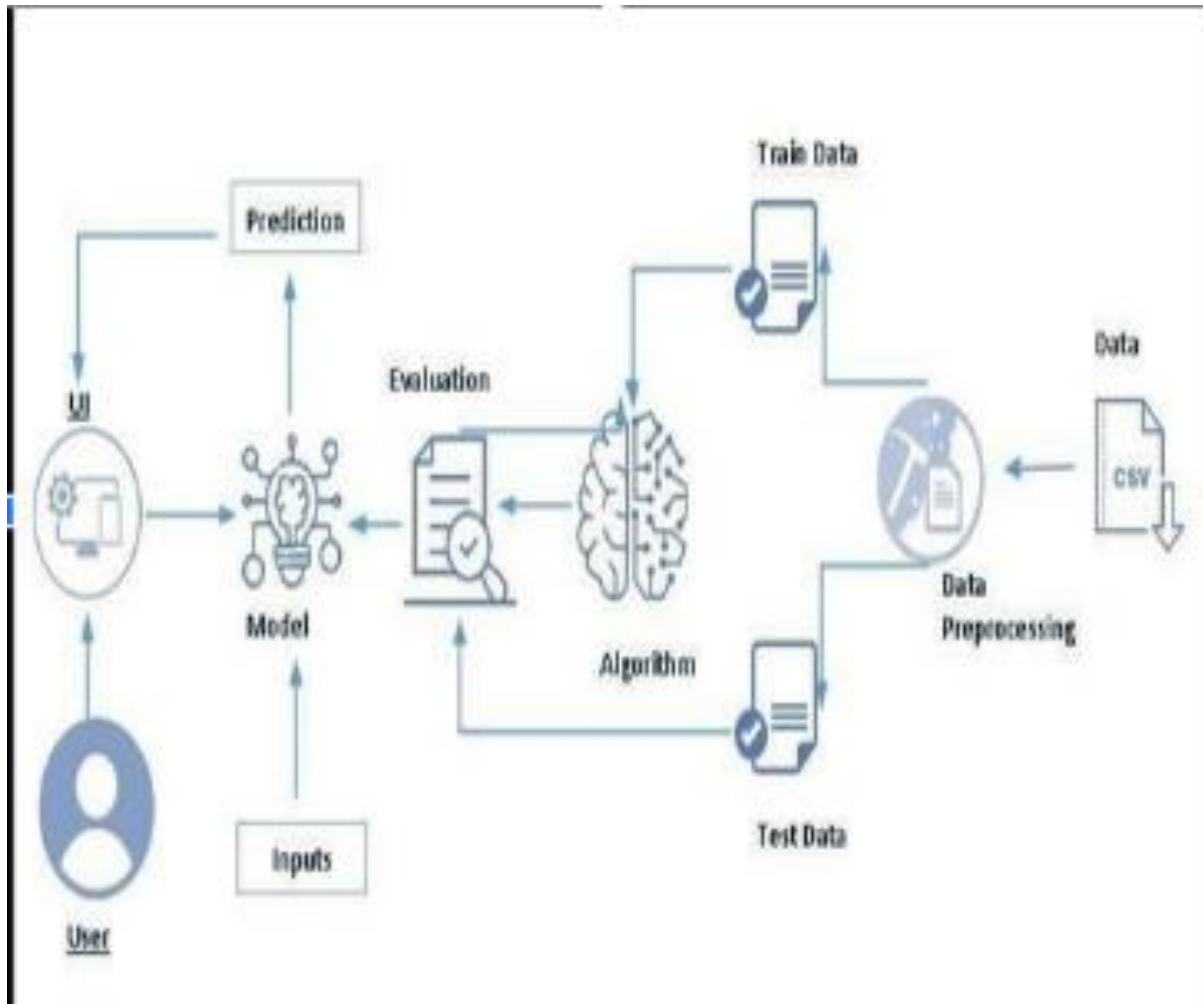 Train Data
Prediction
Data
Evaluation
UI
CSV
Data
Preprocessing
Model
Algorithm
Test Data
Inputs
User